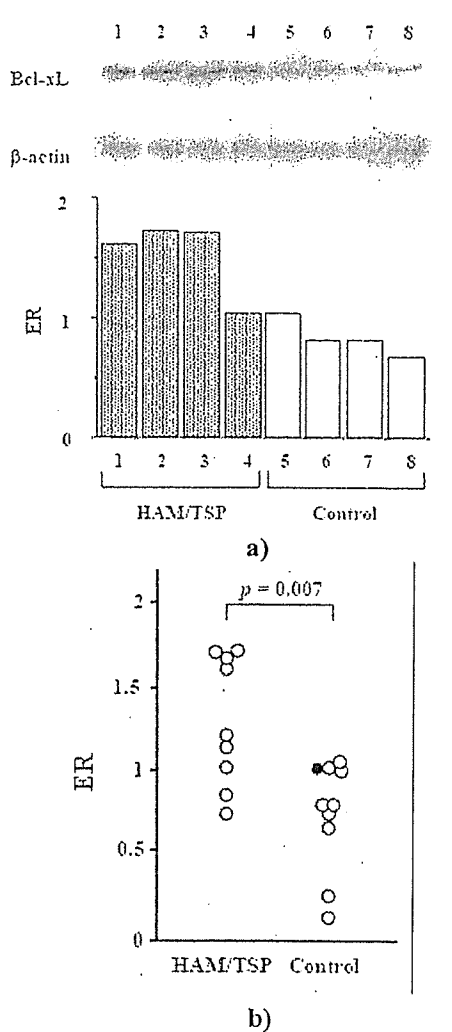 1 2 3 4 5 6 7 8
Bcl-xL
β-actin
2
ER
1
0
1 2 3 4 5 6 7 8
HAM/TSP Control
a)
p = 0.007
2
1.5
ER
1
0.5
0
HAM/TSP Control
b)